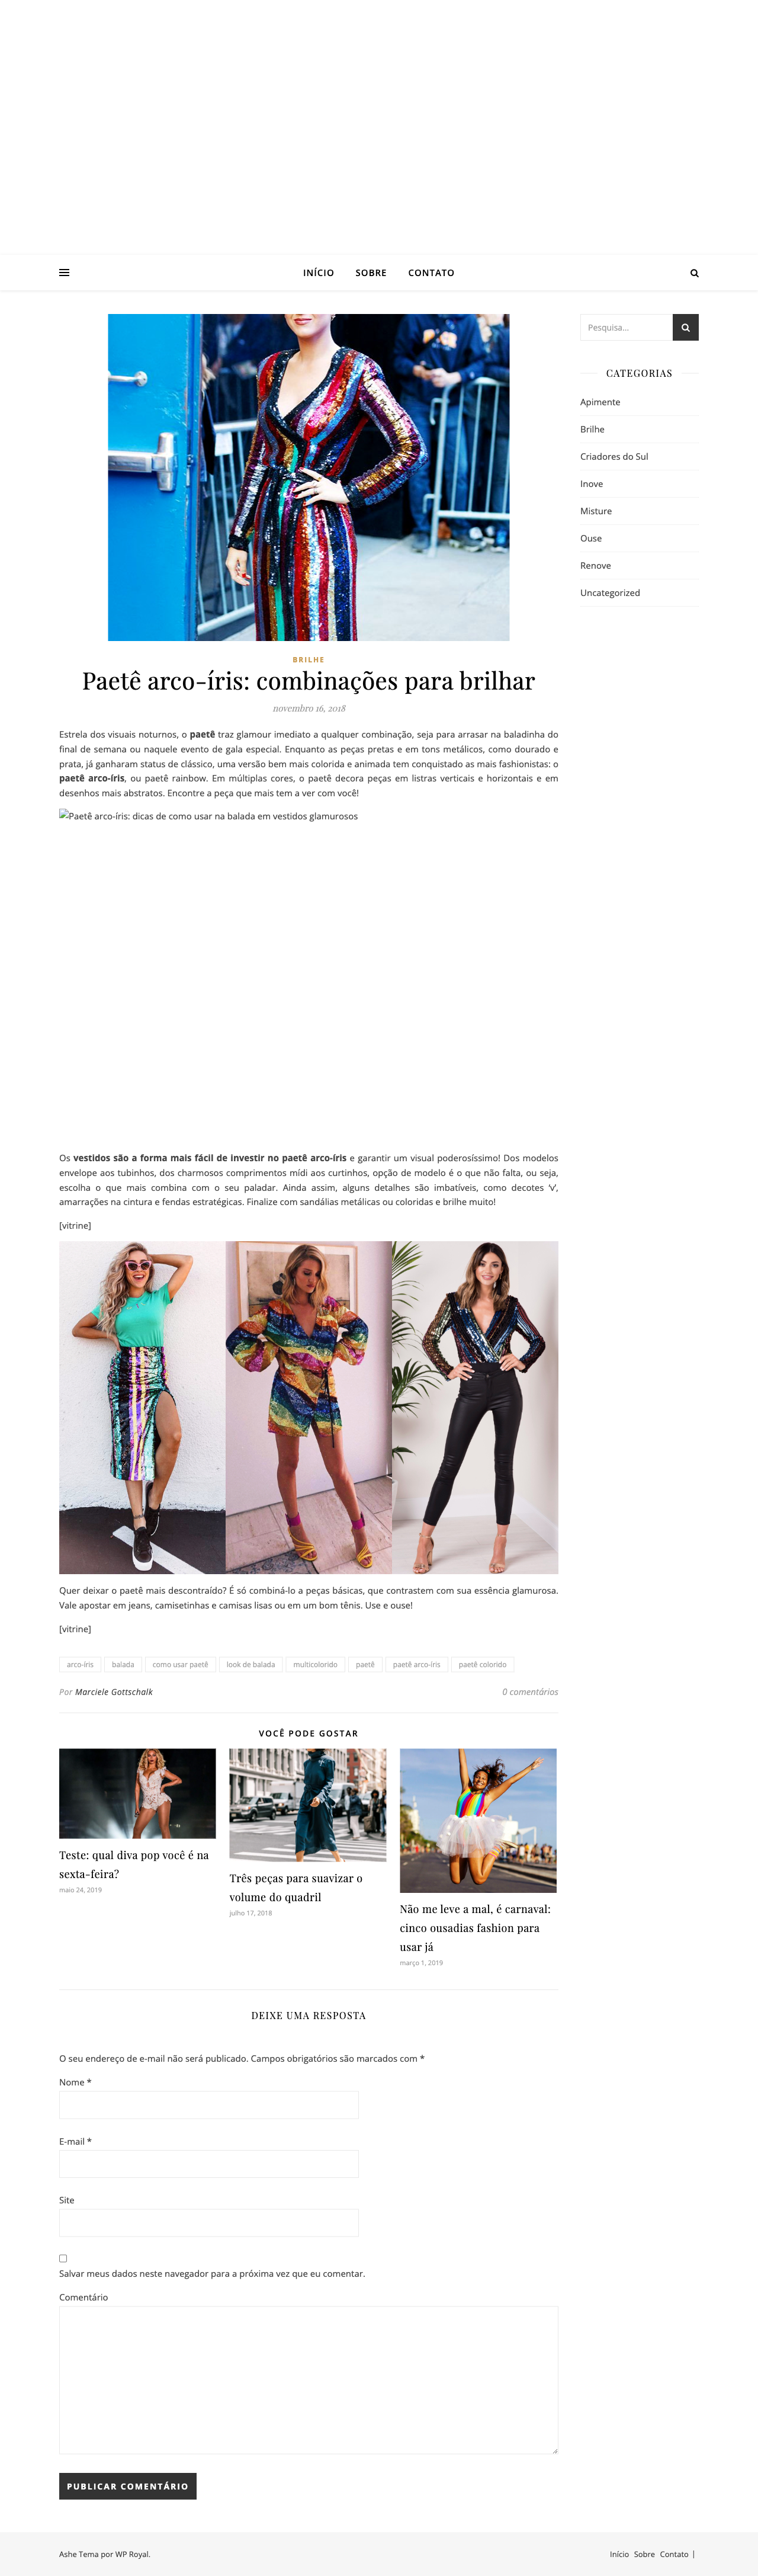 INÍCIO SOBRE CONTATO
Pesquisa...
CATEGORIAS
Apimente
Brilhe
Criadores do Sul
Inove
Misture
Ouse
Renove
Uncategorized
BRILHE
Paetê arco-íris: combinações para brilhar
novembro 16, 2018
Estrela dos visuais noturnos, o paetê traz glamour imediato a qualquer combinação, seja para arrasar na baladinha do
final de semana ou naquele evento de gala especial. Enquanto as peças pretas e em tons metálicos, como dourado e
prata, já ganharam status de clássico, uma versão bem mais colorida e animada tem conquistado as mais fashionistas: o
paetê arco-íris, ou paetê rainbow. Em múltiplas cores, o paetê decora peças em listras verticais e horizontais e em
desenhos mais abstratos. Encontre a peça que mais tem a ver com você!
Paetê arco-íris: dicas de como usar na balada em vestidos glamurosos
Os vestidos são a forma mais fácil de investir no paetê arco-íris e garantir um visual poderosíssimo! Dos modelos
envelope aos tubinhos, dos charmosos comprimentos mídi aos curtinhos, opção de modelo é o que não falta, ou seja,
escolha o que mais combina com o seu paladar. Ainda assim, alguns detalhes são imbatíveis, como decotes ‘v’,
amarrações na cintura e fendas estratégicas. Finalize com sandálias metálicas ou coloridas e brilhe muito!
[vitrine]
Quer deixar o paetê mais descontraído? É só combiná-lo a peças básicas, que contrastem com sua essência glamurosa.
Vale apostar em jeans, camisetinhas e camisas lisas ou em um bom tênis. Use e ouse!
[vitrine]
arco-íris balada como usar paetê look de balada multicolorido paetê paetê arco-íris paetê colorido
Por Marciele Gottschalk 0 comentários
VOCÊ PODE GOSTAR
Teste: qual diva pop você é na
sexta-feira?
maio 24, 2019
Três peças para suavizar o
volume do quadril
julho 17, 2018
Não me leve a mal, é carnaval:
cinco ousadias fashion para
usar já
março 1, 2019
DEIXE UMA RESPOSTA
O seu endereço de e-mail não será publicado. Campos obrigatórios são marcados com *
Nome *
E-mail *
Site
Salvar meus dados neste navegador para a próxima vez que eu comentar.
Comentário
PUBLICAR COMENTÁRIO
Ashe Tema por WP Royal. Início Sobre Contato |